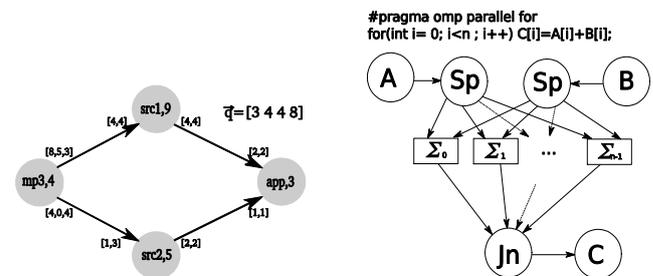 #pragma omp parallel for
for(int i= 0; i<n ; i++) C[i]=A[i]+B[i];
A
Sp
Sp
B
src1,9
q=[3 4 4 8]
[4,4]
[4,4]
[8,5,3]
[2,2]
mp3,4
app,3
[4,0,4]
[1,1]
[1,3]
[2,2]
src2,5
Σ0
Σ1
...
Σn-1
Jn
C